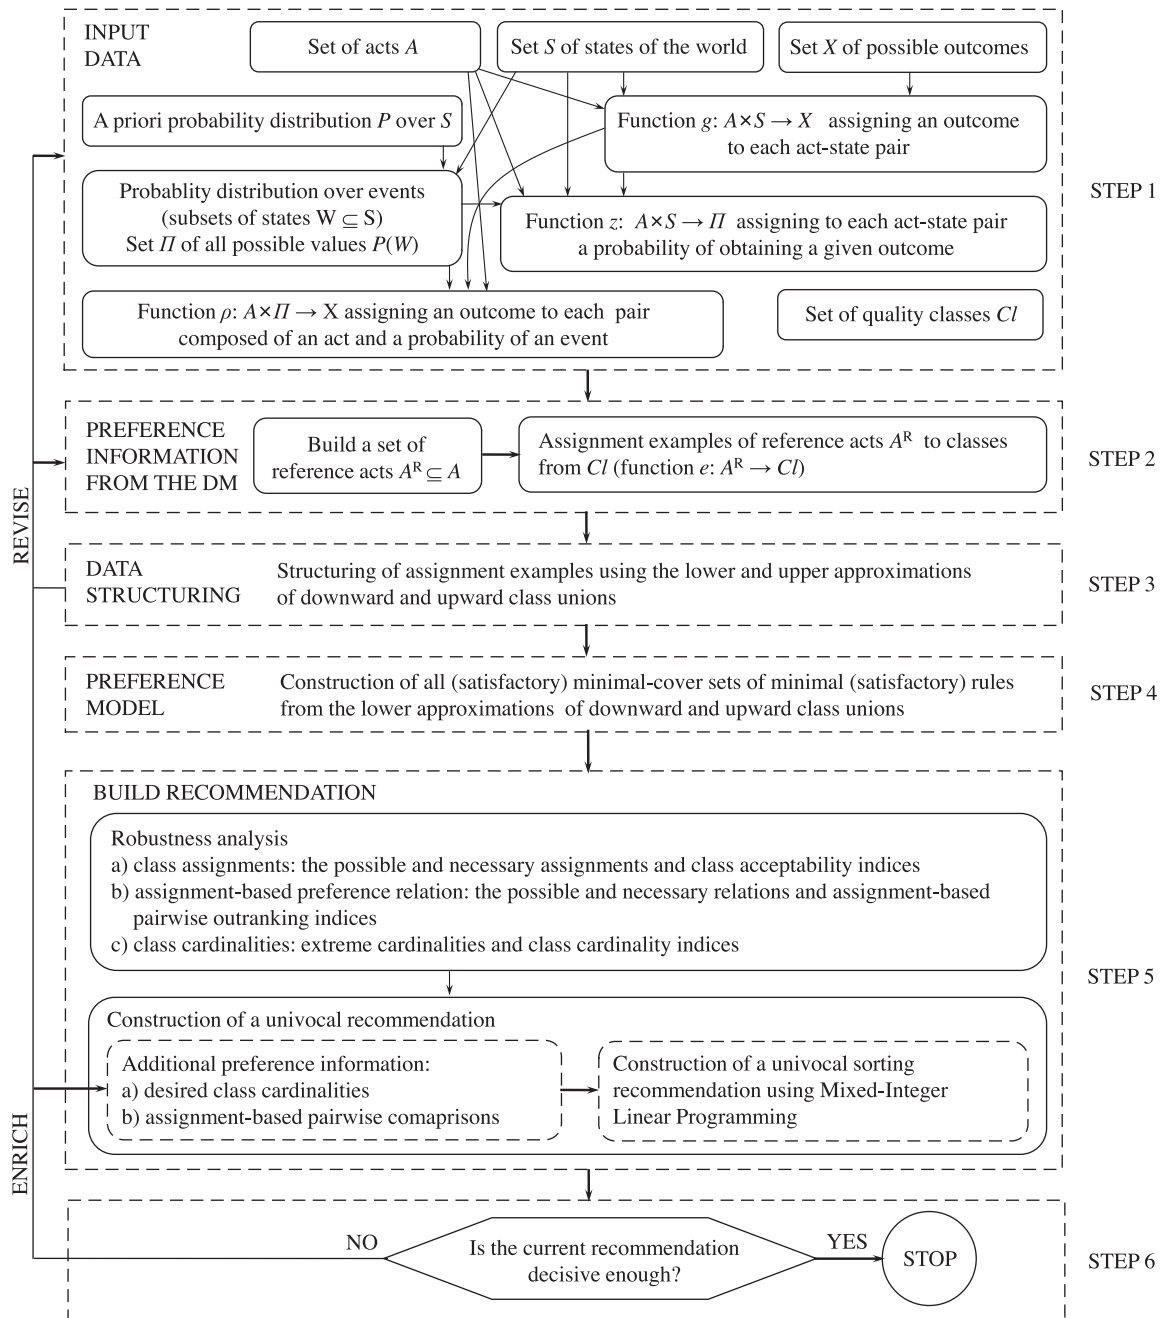 INPUT
DATA
Set of acts A
Set S of states of the world
Set X of possible outcomes
A priori probability distribution P over S
Function g: A×S → X assigning an outcome
to each act-state pair
STEP 1
Probablity distribution over events
(subsets of states W ⊆ S)
Set Π of all possible values P(W)
Function z: A×S → Π assigning to each act-state pair
a probability of obtaining a given outcome
Function ρ: A×Π → X assigning an outcome to each pair
composed of an act and a probability of an event
Set of quality classes Cl
PREFERENCE
INFORMATION
FROM THE DM
Build a set of
reference acts Aᴿ ⊆ A
Assignment examples of reference acts Aᴿ to classes
from Cl (function e: Aᴿ → Cl)
STEP 2
REVISE
DATA
STRUCTURING
Structuring of assignment examples using the lower and upper approximations
of downward and upward class unions
STEP 3
PREFERENCE
MODEL
Construction of all (satisfactory) minimal-cover sets of minimal (satisfactory) rules
from the lower approximations of downward and upward class unions
STEP 4
BUILD RECOMMENDATION
Robustness analysis
a) class assignments: the possible and necessary assignments and class acceptability indices
b) assignment-based preference relation: the possible and necessary relations and assignment-based
pairwise outranking indices
c) class cardinalities: extreme cardinalities and class cardinality indices
STEP 5
Construction of a univocal recommendation
Additional preference information:
a) desired class cardinalities
b) assignment-based pairwise comaprisons
Construction of a univocal sorting
recommendation using Mixed-Integer
Linear Programming
ENRICH
NO
Is the current recommendation
decisive enough?
YES
STOP
STEP 6